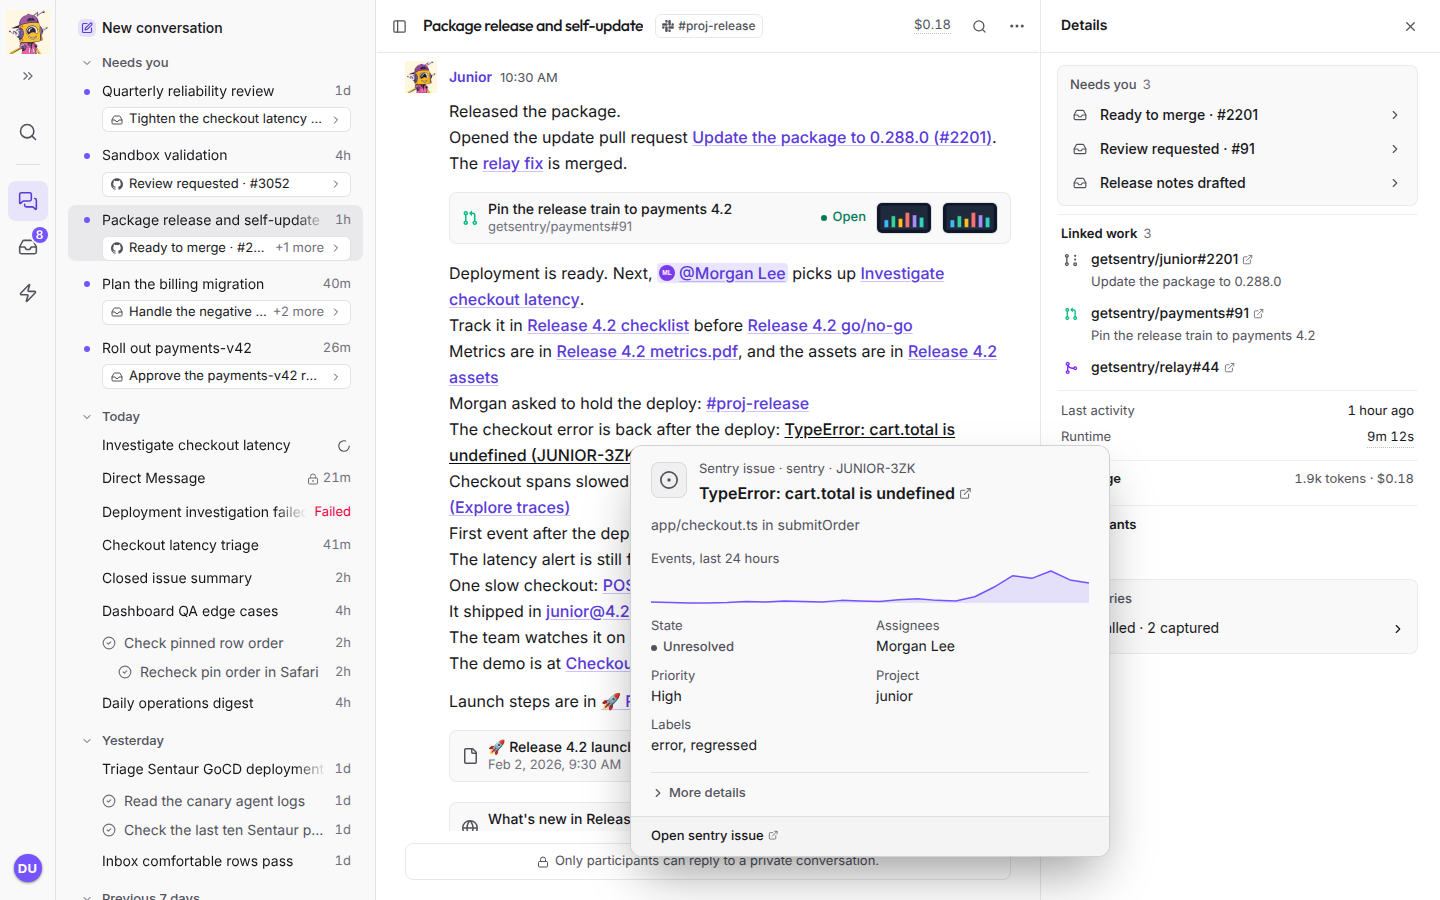 New conversation
Needs you
Quarterly reliability review 1d
Tighten the checkout latency ...
Sandbox validation 4h
Review requested · #3052
Package release and self-update 1h
Ready to merge · #2... +1 more
Plan the billing migration 40m
Handle the negative ... +2 more
Roll out payments-v42 26m
Approve the payments-v42 r...
Today
Investigate checkout latency
Direct Message 21m
Deployment investigation failed Failed
Checkout latency triage 41m
Closed issue summary 2h
Dashboard QA edge cases 4h
Check pinned row order 2h
Recheck pin order in Safari 2h
Daily operations digest 4h
Yesterday
Triage Sentaur GoCD deployment 1d
Read the canary agent logs 1d
Check the last ten Sentaur p... 1d
Inbox comfortable rows pass 1d
Previous 7 days
8
DU
Package release and self-update #proj-release $0.18
Junior 10:30 AM
Released the package.
Opened the update pull request Update the package to 0.288.0 (#2201).
The relay fix is merged.
Pin the release train to payments 4.2
getsentry/payments#91
Open
Deployment is ready. Next, ML @Morgan Lee picks up Investigate
checkout latency.
Track it in Release 4.2 checklist before Release 4.2 go/no-go
Metrics are in Release 4.2 metrics.pdf, and the assets are in Release 4.2
assets
Morgan asked to hold the deploy: #proj-release
The checkout error is back after the deploy: TypeError: cart.total is
undefined (JUNIOR-3ZK
Checkout spans slowed
(Explore traces)
First event after the dep
The latency alert is still f
One slow checkout: POS
It shipped in junior@4.2
The team watches it on
The demo is at Checkou
Launch steps are in 🚀
🚀 Release 4.2 launch
Feb 2, 2026, 9:30 AM
What's new in Releas
Only participants can reply to a private conversation.
Sentry issue · sentry · JUNIOR-3ZK
TypeError: cart.total is undefined
app/checkout.ts in submitOrder
Events, last 24 hours
State Assignees
Unresolved Morgan Lee
Priority Project
High junior
Labels
error, regressed
More details
Open sentry issue
Details
Needs you 3
Ready to merge · #2201
Review requested · #91
Release notes drafted
Linked work 3
getsentry/junior#2201
Update the package to 0.288.0
getsentry/payments#91
Pin the release train to payments 4.2
getsentry/relay#44
Last activity 1 hour ago
Runtime 9m 12s
ge 1.9k tokens · $0.18
ants
ries
lled · 2 captured